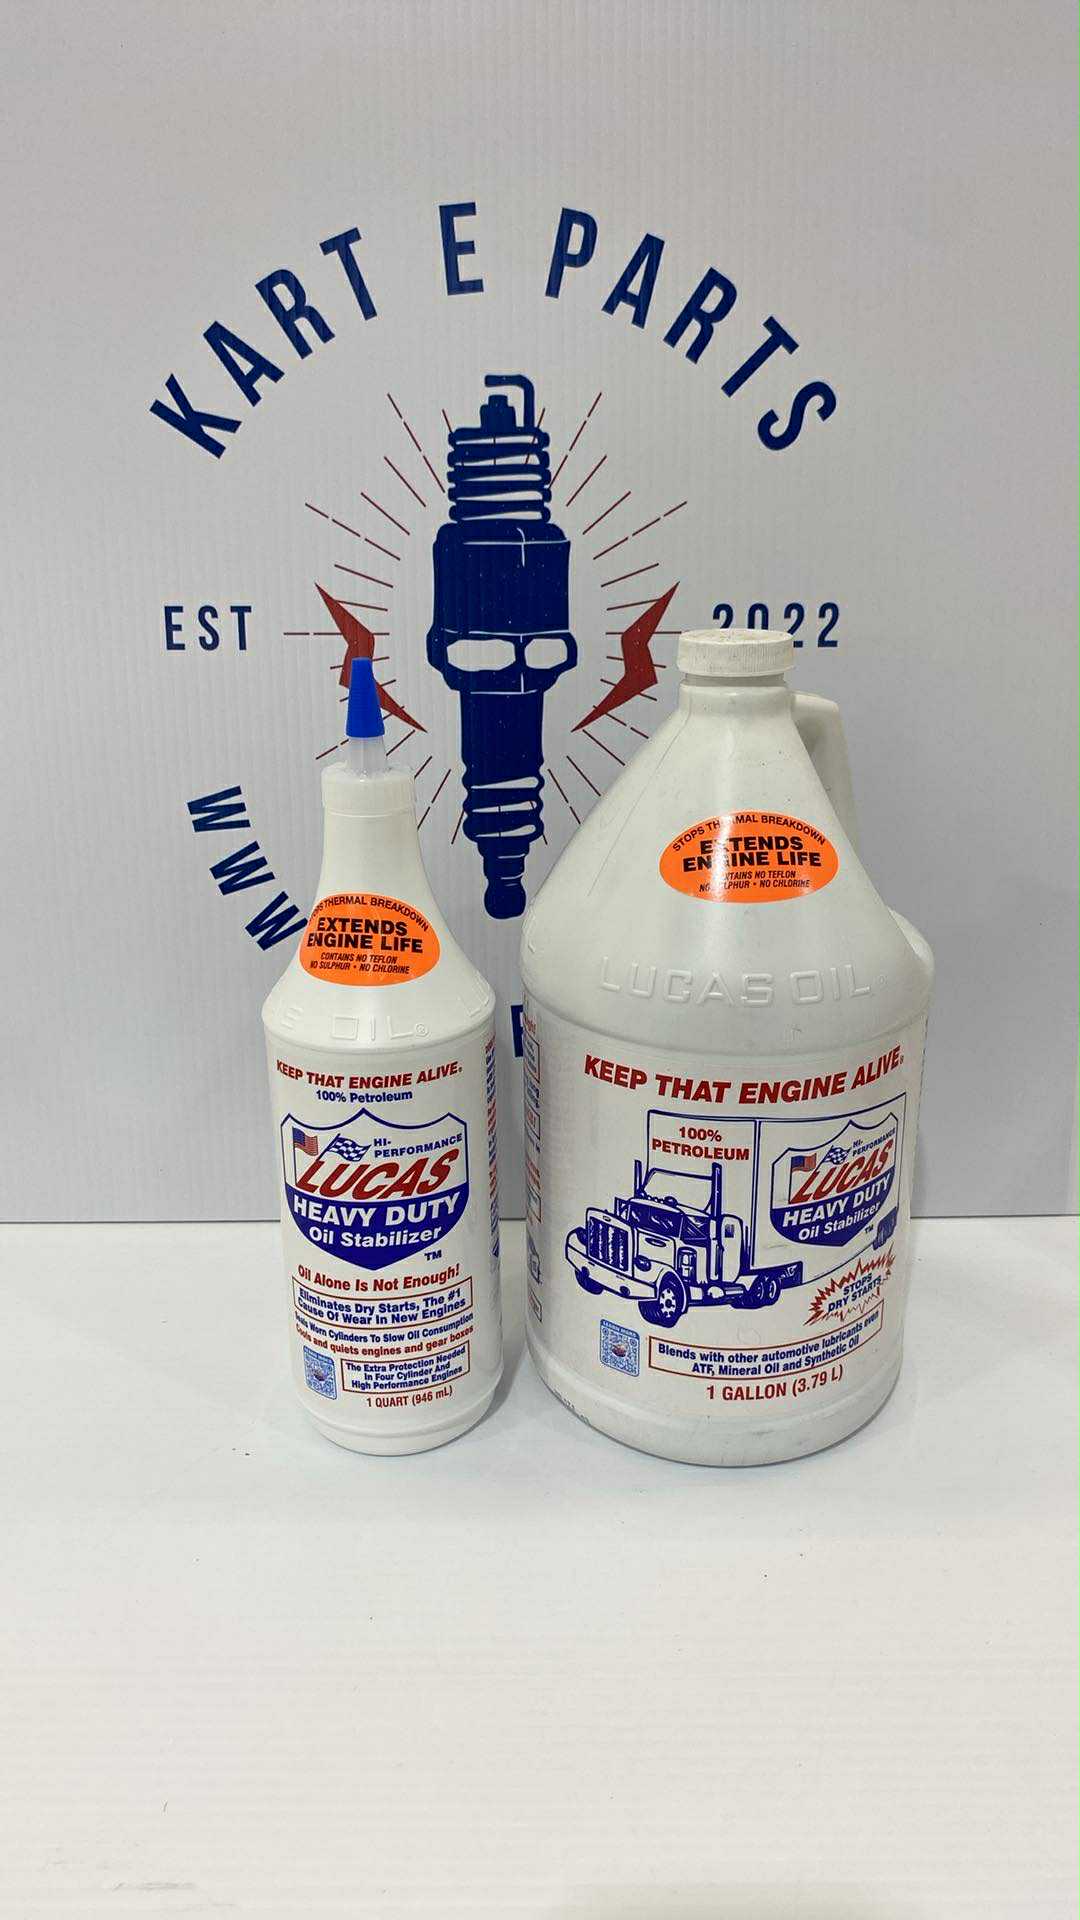 KART E PARTS
EST 2022
WWW
STOPS THERMAL BREAKDOWN
EXTENDS
ENGINE LIFE
CONTAINS NO TEFLON
NO SULPHUR • NO CHLORINE
OIL®
KEEP THAT ENGINE ALIVE®
100% Petroleum
HI-
PERFORMANCE
LUCAS
HEAVY DUTY
Oil Stabilizer
TM
Oil Alone Is Not Enough!
Eliminates Dry Starts, The #1
Cause Of Wear In New Engines
Seals Worn Cylinders To Slow Oil Consumption
Cools and quiets engines and gear boxes
The Extra Protection Needed
In Four Cylinder And
High Performance Engines
1 QUART (946 mL)
STOPS THERMAL BREAKDOWN
EXTENDS
ENGINE LIFE
CONTAINS NO TEFLON
NO SULPHUR • NO CHLORINE
LUCAS OIL®
KEEP THAT ENGINE ALIVE®
100%
PETROLEUM
HI-
PERFORMANCE
LUCAS
HEAVY DUTY
Oil Stabilizer
TM
STOPS
DRY STARTS
Blends with other automotive lubricants even
ATF, Mineral Oil and Synthetic Oil
1 GALLON (3.79 L)